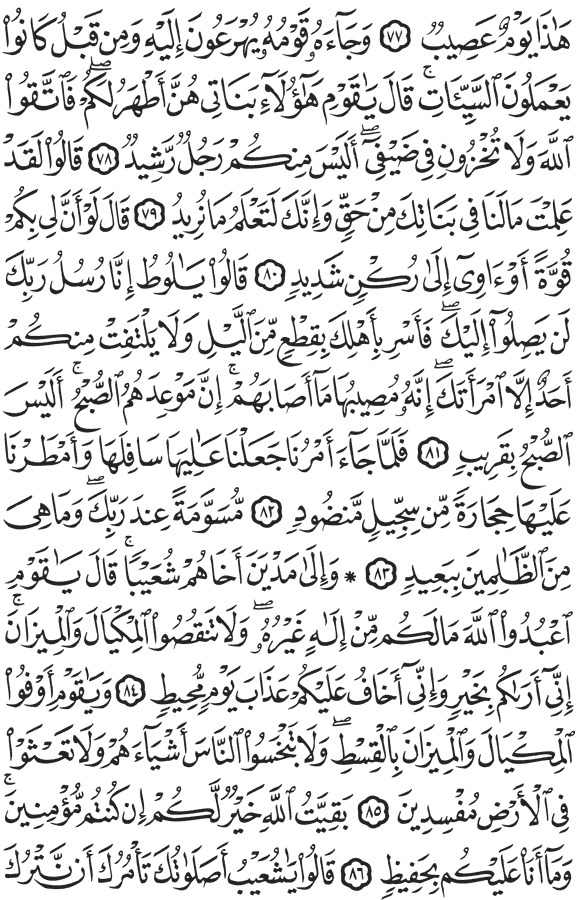 هَٰذَا يَوْمٌ عَصِيبٌ ٧٧ وَجَآءَهُۥ قَوْمُهُۥ يُهْرَعُونَ إِلَيْهِ وَمِن قَبْلُ كَانُوا۟
يَعْمَلُونَ ٱلسَّيِّـَٔاتِ ۚ قَالَ يَٰقَوْمِ هَٰٓؤُلَآءِ بَنَاتِى هُنَّ أَطْهَرُ لَكُمْ ۖ فَٱتَّقُوا۟
ٱللَّهَ وَلَا تُخْزُونِ فِى ضَيْفِىٓ ۖ أَلَيْسَ مِنكُمْ رَجُلٌ رَّشِيدٌ ٧٨ قَالُوا۟ لَقَدْ
عَلِمْتَ مَا لَنَا فِى بَنَاتِكَ مِنْ حَقٍّ وَإِنَّكَ لَتَعْلَمُ مَا نُرِيدُ ٧٩ قَالَ لَوْ أَنَّ لِى بِكُمْ
قُوَّةً أَوْ ءَاوِىٓ إِلَىٰ رُكْنٍ شَدِيدٍ ٨٠ قَالُوا۟ يَٰلُوطُ إِنَّا رُسُلُ رَبِّكَ
لَن يَصِلُوٓا۟ إِلَيْكَ ۖ فَأَسْرِ بِأَهْلِكَ بِقِطْعٍ مِّنَ ٱلَّيْلِ وَلَا يَلْتَفِتْ مِنكُمْ
أَحَدٌ إِلَّا ٱمْرَأَتَكَ ۖ إِنَّهُۥ مُصِيبُهَا مَآ أَصَابَهُمْ ۚ إِنَّ مَوْعِدَهُمُ ٱلصُّبْحُ ۚ أَلَيْسَ
ٱلصُّبْحُ بِقَرِيبٍ ٨١ فَلَمَّا جَآءَ أَمْرُنَا جَعَلْنَا عَٰلِيَهَا سَافِلَهَا وَأَمْطَرْنَا
عَلَيْهَا حِجَارَةً مِّن سِجِّيلٍ مَّنضُودٍ ٨٢ مُّسَوَّمَةً عِندَ رَبِّكَ ۖ وَمَا هِىَ
مِنَ ٱلظَّٰلِمِينَ بِبَعِيدٍ ٨٣ * وَإِلَىٰ مَدْيَنَ أَخَاهُمْ شُعَيْبًا ۚ قَالَ يَٰقَوْمِ
ٱعْبُدُوا۟ ٱللَّهَ مَا لَكُم مِّنْ إِلَٰهٍ غَيْرُهُۥ ۖ وَلَا تَنقُصُوا۟ ٱلْمِكْيَالَ وَٱلْمِيزَانَ ۚ
إِنِّىٓ أَرَىٰكُم بِخَيْرٍ وَإِنِّىٓ أَخَافُ عَلَيْكُمْ عَذَابَ يَوْمٍ مُّحِيطٍ ٨٤ وَيَٰقَوْمِ أَوْفُوا۟
ٱلْمِكْيَالَ وَٱلْمِيزَانَ بِٱلْقِسْطِ ۖ وَلَا تَبْخَسُوا۟ ٱلنَّاسَ أَشْيَآءَهُمْ وَلَا تَعْثَوْا۟
فِى ٱلْأَرْضِ مُفْسِدِينَ ٨٥ بَقِيَّتُ ٱللَّهِ خَيْرٌ لَّكُمْ إِن كُنتُم مُّؤْمِنِينَ ۚ
وَمَآ أَنَا۠ عَلَيْكُم بِحَفِيظٍ ٨٦ قَالُوا۟ يَٰشُعَيْبُ أَصَلَوٰتُكَ تَأْمُرُكَ أَن نَّتْرُكَ